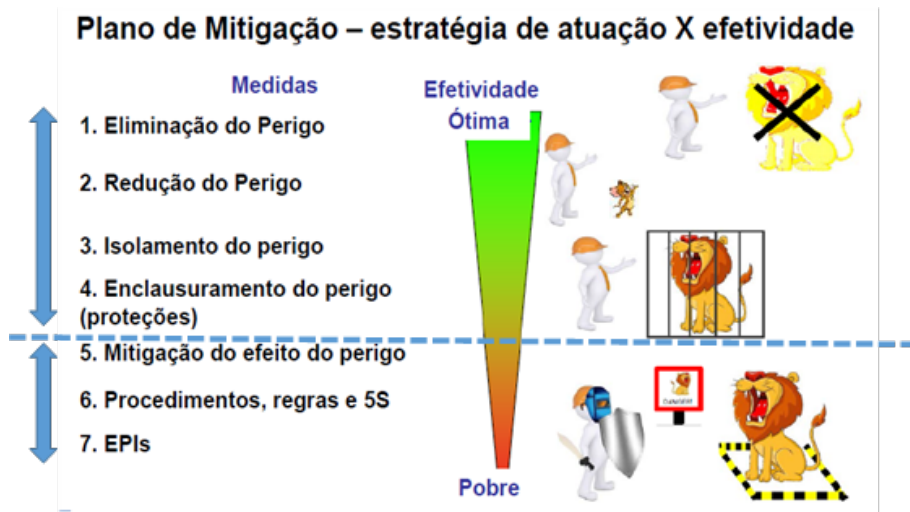 Plano de Mitigação – estratégia de atuação X efetividade
Medidas
Efetividade
Ótima
1. Eliminação do Perigo
2. Redução do Perigo
3. Isolamento do perigo
4. Enclausuramento do perigo
(proteções)
5. Mitigação do efeito do perigo
6. Procedimentos, regras e 5S
7. EPIs
Pobre